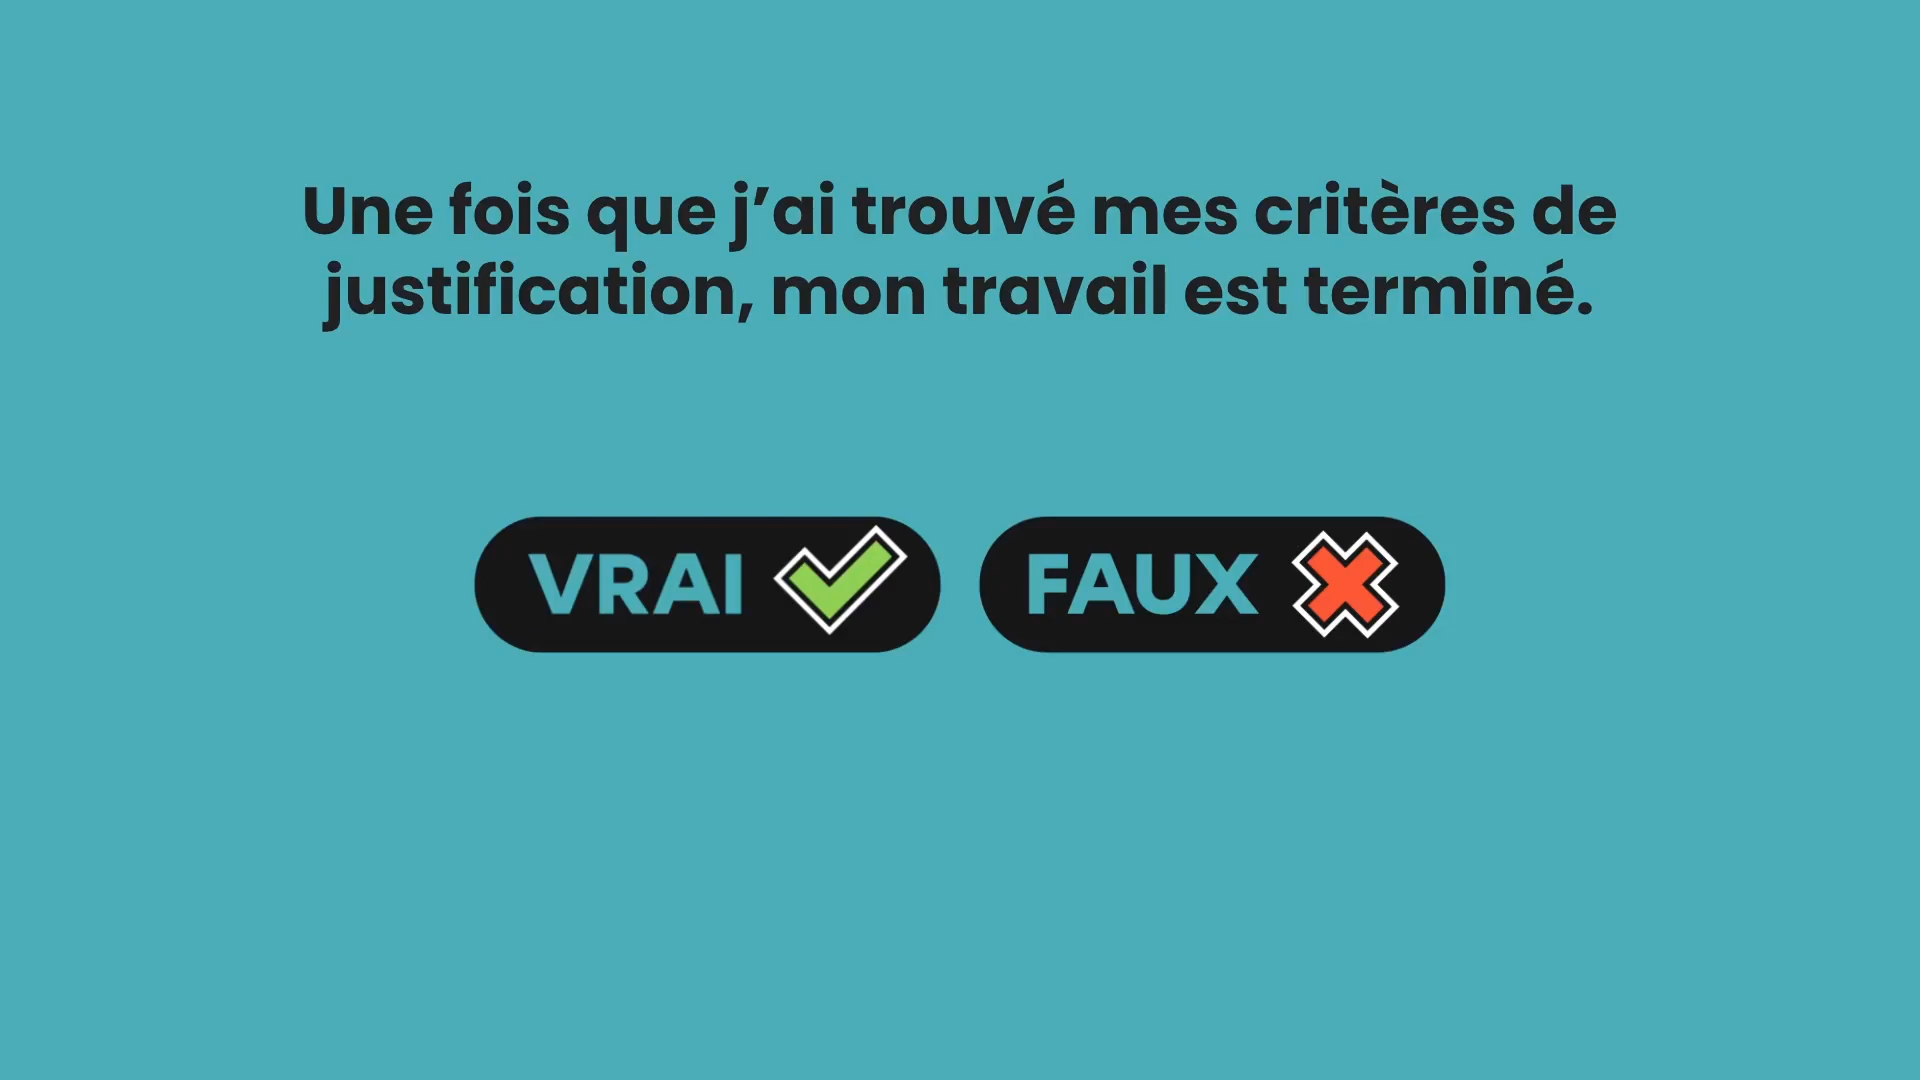 Une fois que j’ai trouvé mes critères de
justification, mon travail est terminé.
VRAI
FAUX